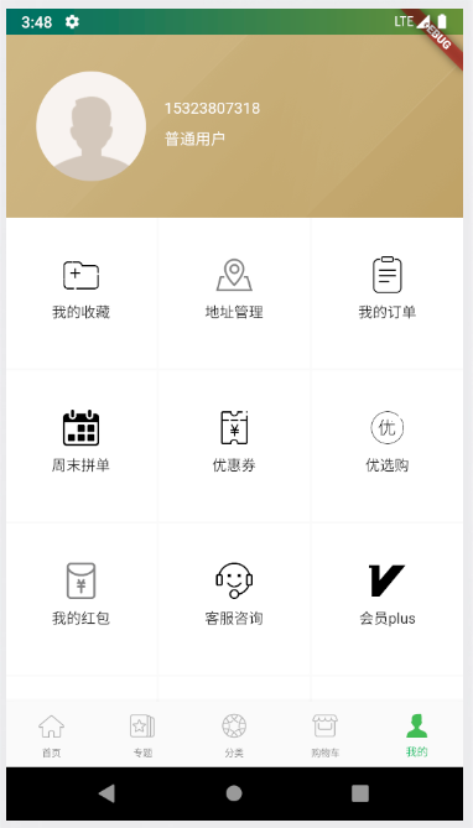 3:48 LTE
DEBUG
15323807318
普通用户
我的收藏 地址管理 我的订单
¥ 优
周末拼单 优惠券 优选购
¥
我的红包 客服咨询 会员plus
首页 专题 分类 购物车 我的